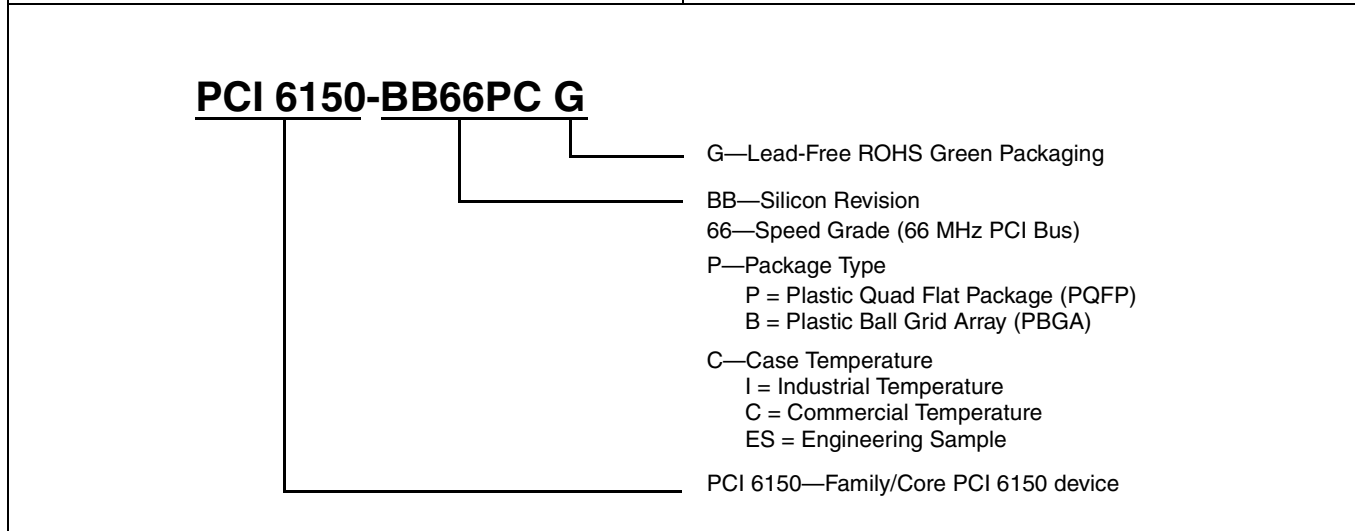 PCI 6150-BB66PC G
G—Lead-Free ROHS Green Packaging
BB—Silicon Revision
66—Speed Grade (66 MHz PCI Bus)
P—Package Type
P = Plastic Quad Flat Package (PQFP)
B = Plastic Ball Grid Array (PBGA)
C—Case Temperature
I = Industrial Temperature
C = Commercial Temperature
ES = Engineering Sample
PCI 6150—Family/Core PCI 6150 device